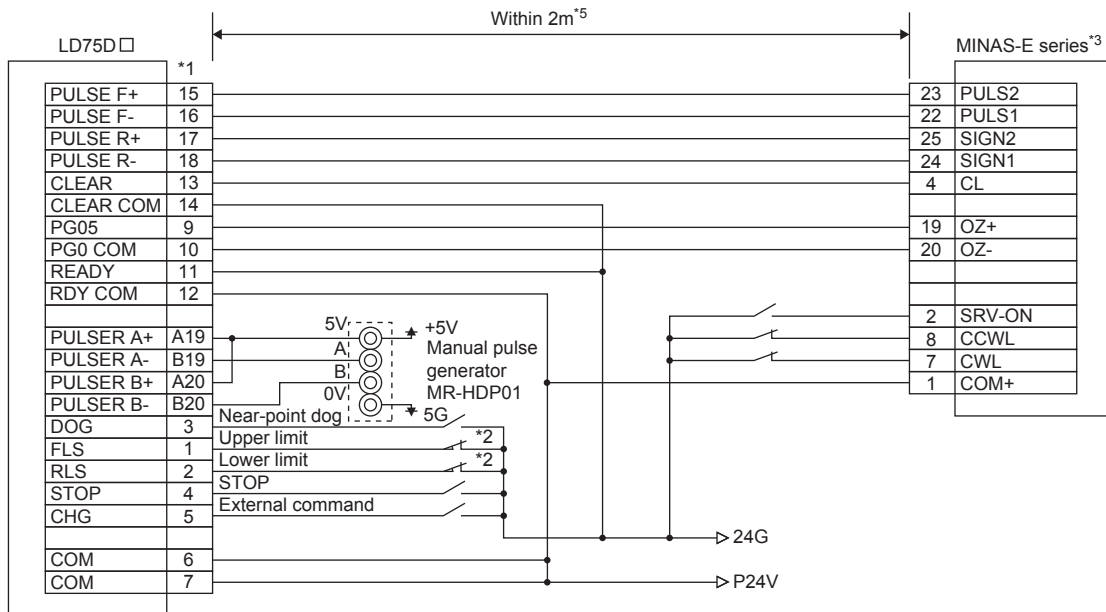 Within 2m*5
LD75D□
MINAS-E series*3
*1
PULSE F+ 15 23 PULS2
PULSE F- 16 22 PULS1
PULSE R+ 17 25 SIGN2
PULSE R- 18 24 SIGN1
CLEAR 13 4 CL
CLEAR COM 14
PG05 9 19 OZ+
PG0 COM 10 20 OZ-
READY 11
RDY COM 12
2 SRV-ON
PULSER A+ A19 5V +5V 8 CCWL
PULSER A- B19 A Manual pulse 7 CWL
PULSER B+ A20 B generator 1 COM+
PULSER B- B20 0V MR-HDP01
5G
DOG 3 Near-point dog
FLS 1 Upper limit *2
RLS 2 Lower limit *2
STOP 4 STOP
CHG 5 External command
24G
COM 6
COM 7 P24V